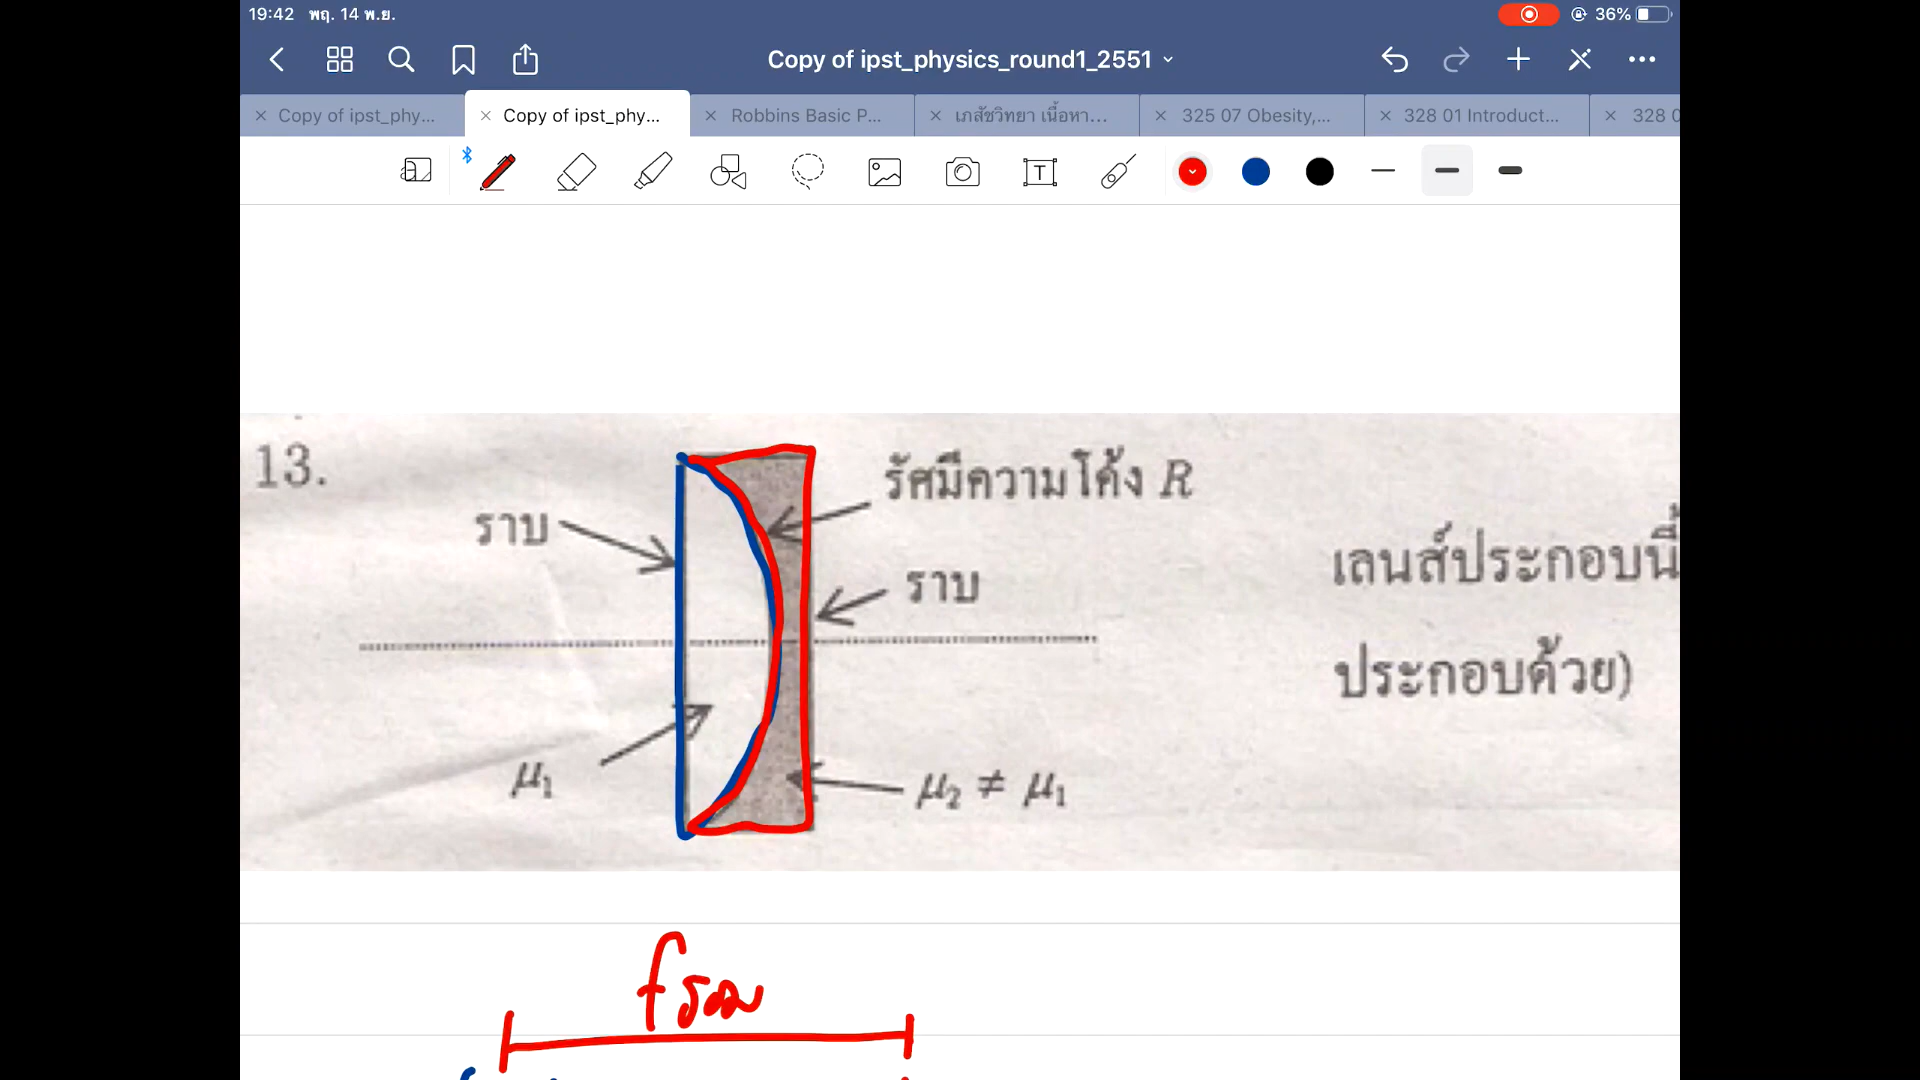 19:42 พฤ. 14 พ.ย. 36%
Copy of ipst_physics_round1_2551
Copy of ipst_phy... Copy of ipst_phy... Robbins Basic P... เภสัชวิทยา เนื้อหา... 325 07 Obesity,... 328 01 Introduct... 328 0
T
13.
รัศมีความโค้ง R
ราบ
เลนส์ประกอบนี้
ราบ
ประกอบด้วย)
μ₁
μ₂ ≠ μ₁
fรวม